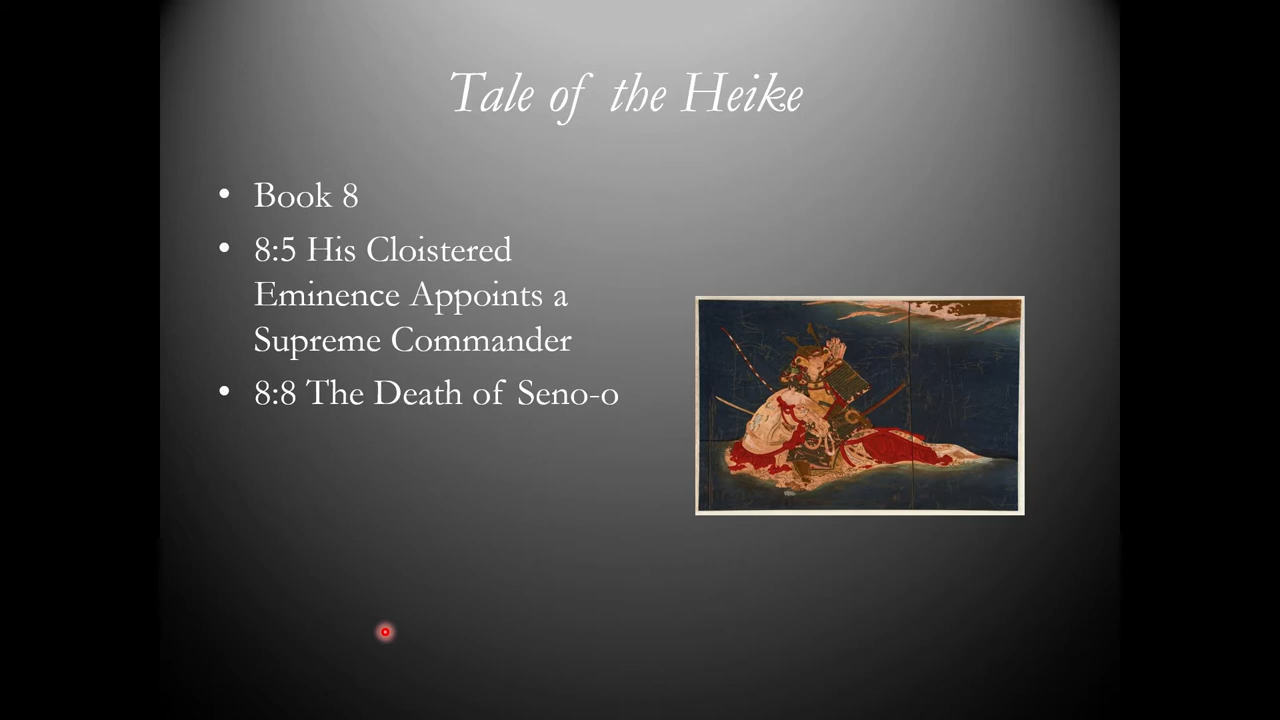 Tale of the Heike
• Book 8
• 8:5 His Cloistered
Eminence Appoints a
Supreme Commander
• 8:8 The Death of Seno-o